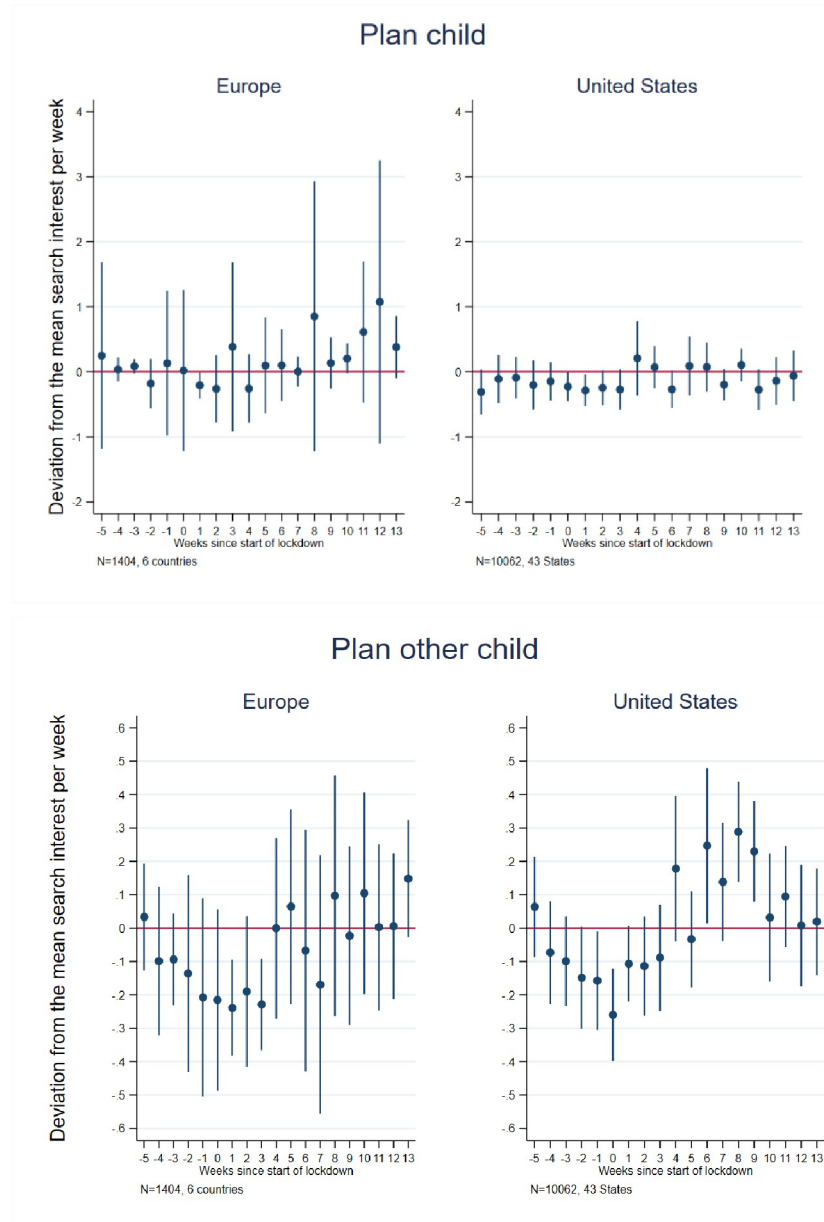 Plan child
Europe
United States
Deviation from the mean search interest per week
4
3
2
1
0
-1
-2
-5 -4 -3 -2 -1 0 1 2 3 4 5 6 7 8 9 10 11 12 13
Weeks since start of lockdown
N=1404, 6 countries
4
3
2
1
0
-1
-2
-5 -4 -3 -2 -1 0 1 2 3 4 5 6 7 8 9 10 11 12 13
Weeks since start of lockdown
N=10062, 43 States
Plan other child
Europe
United States
Deviation from the mean search interest per week
.6
.5
.4
.3
.2
.1
0
-.1
-.2
-.3
-.4
-.5
-.6
-5 -4 -3 -2 -1 0 1 2 3 4 5 6 7 8 9 10 11 12 13
Weeks since start of lockdown
N=1404, 6 countries
.6
.5
.4
.3
.2
.1
0
-.1
-.2
-.3
-.4
-.5
-.6
-5 -4 -3 -2 -1 0 1 2 3 4 5 6 7 8 9 10 11 12 13
Weeks since start of lockdown
N=10062, 43 States